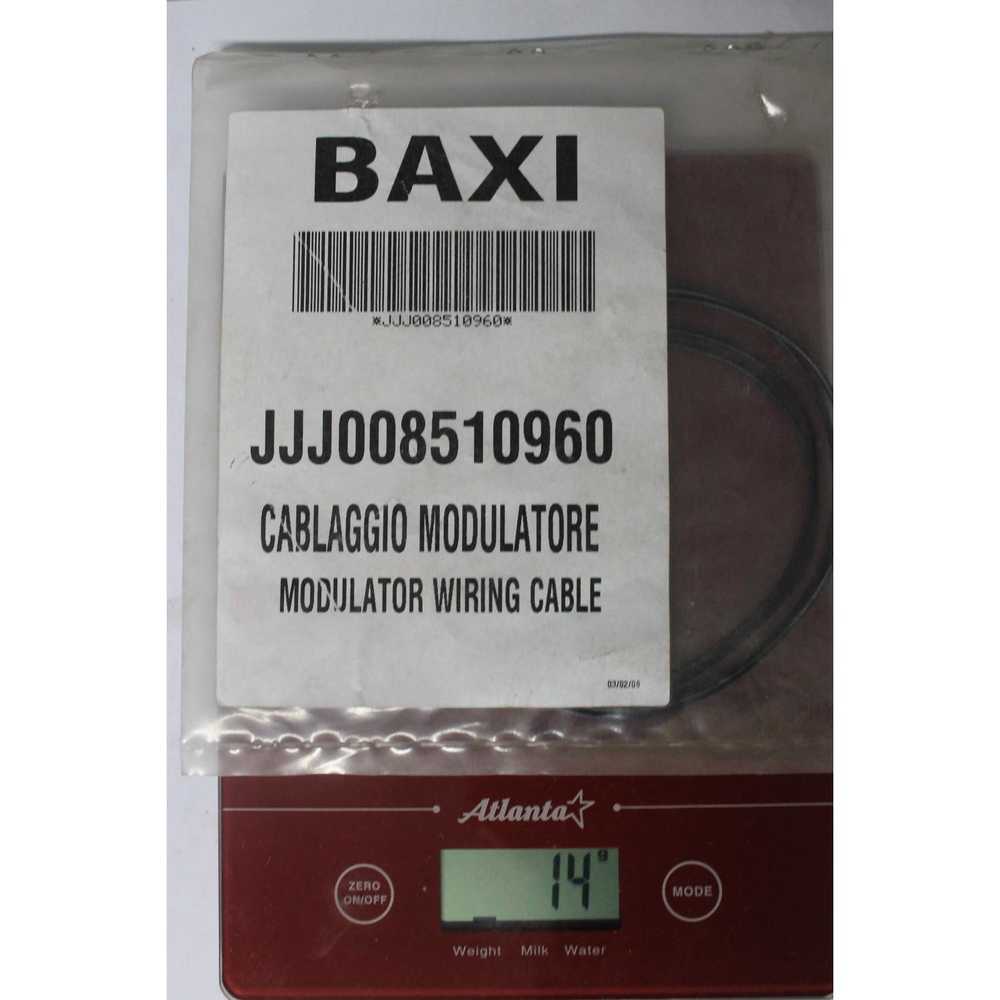 BAXI
*JJJ008510960*
JJJ008510960
CABLAGGIO MODULATORE
MODULATOR WIRING CABLE
Atlanta
14 g
ZERO
ON/OFF
MODE
Weight Milk Water